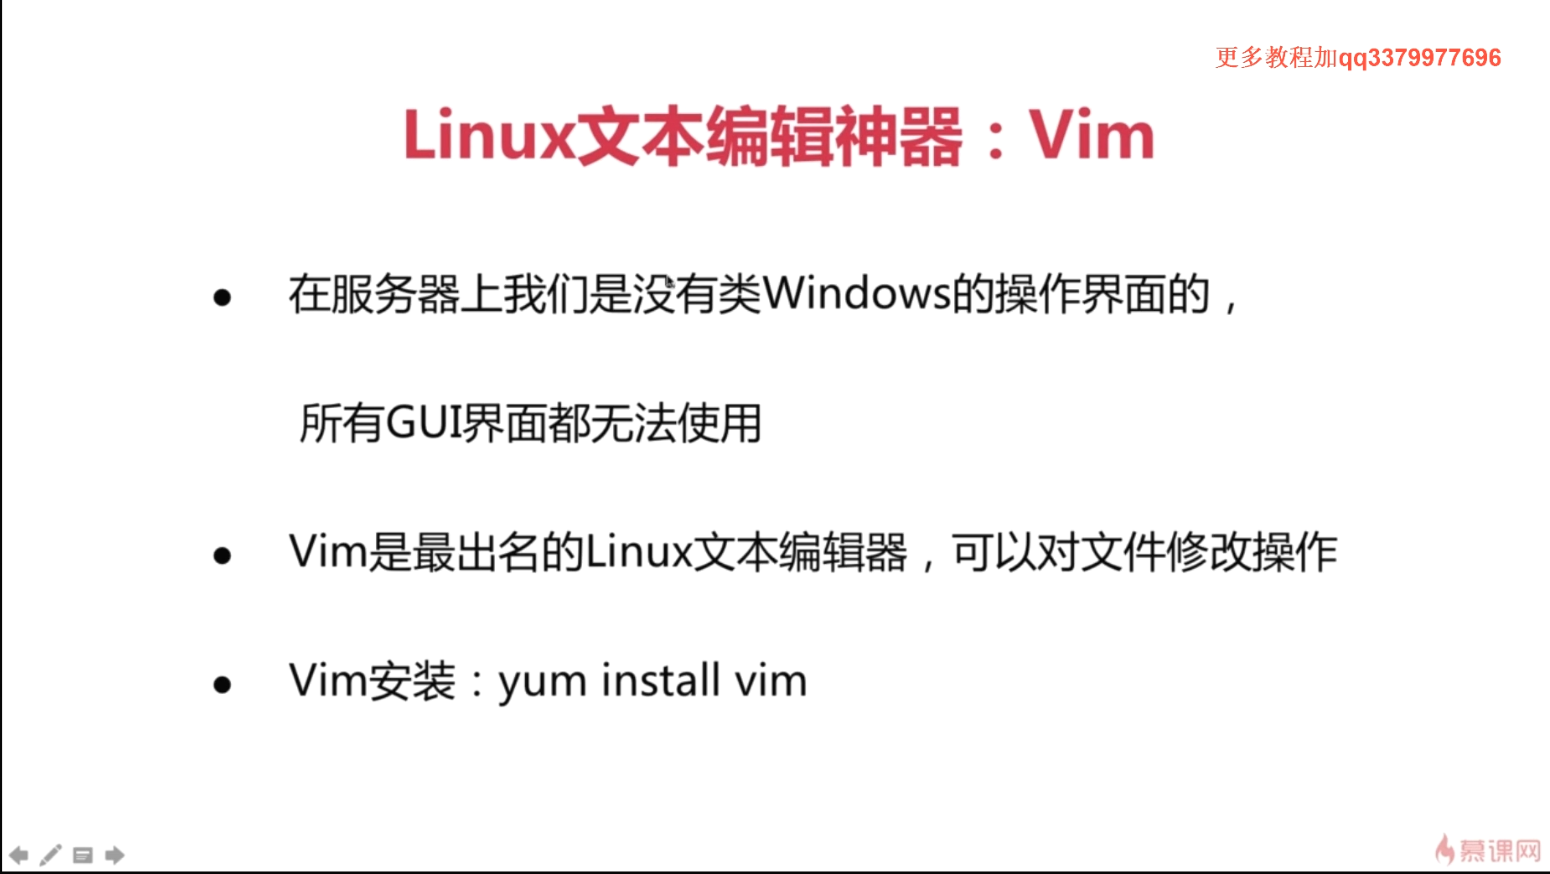 更多教程加qq3379977696
Linux文本编辑神器：Vim
● 在服务器上我们是没有类Windows的操作界面的，
所有GUI界面都无法使用
● Vim是最出名的Linux文本编辑器，可以对文件修改操作
● Vim安装：yum install vim
慕课网